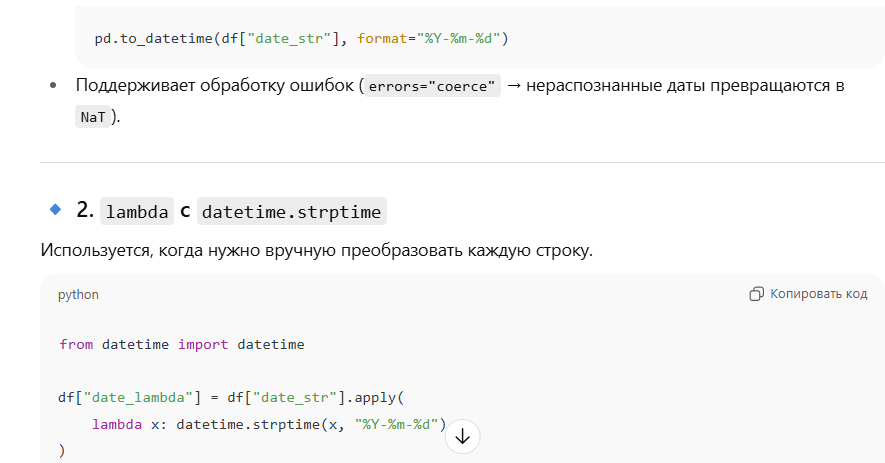 pd.to_datetime(df["date_str"], format="%Y-%m-%d")
• Поддерживает обработку ошибок (errors="coerce" → нераспознанные даты превращаются в
NaT).
🔹 2. lambda с datetime.strptime
Используется, когда нужно вручную преобразовать каждую строку.
python Копировать код
from datetime import datetime
df["date_lambda"] = df["date_str"].apply(
    lambda x: datetime.strptime(x, "%Y-%m-%d")
)